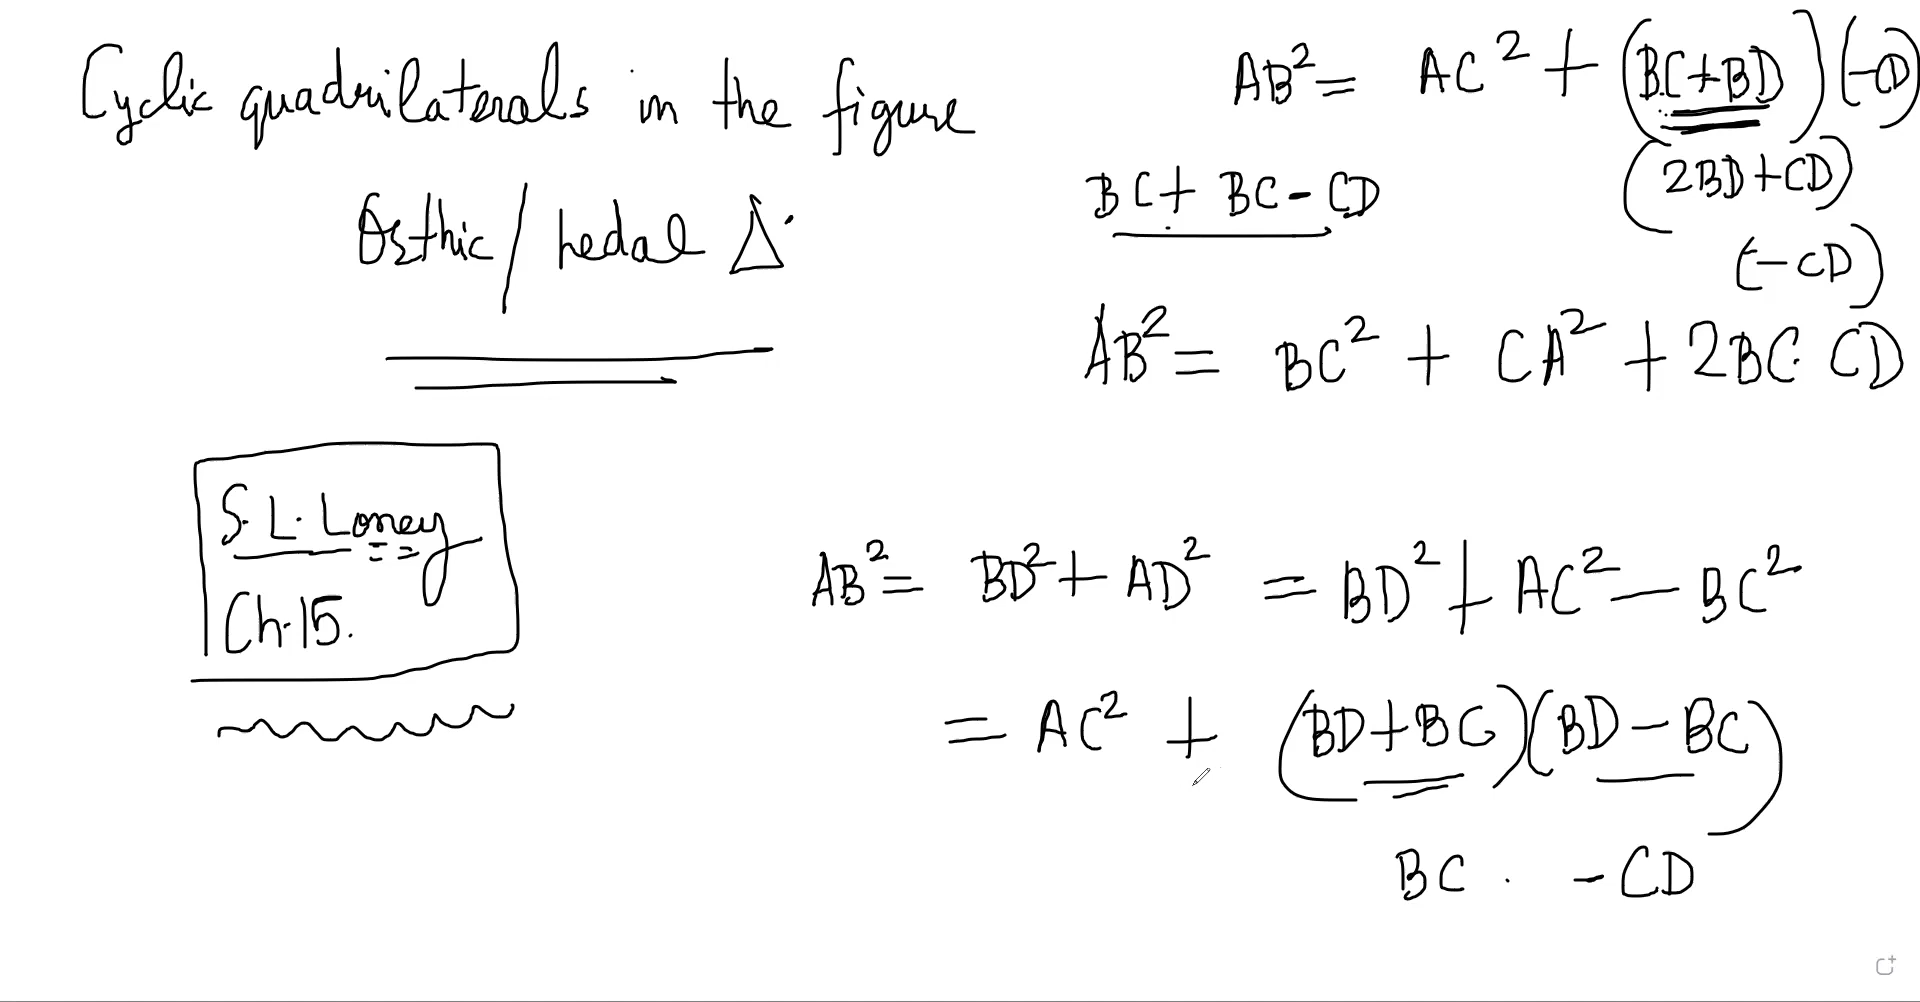 Cyclic quadrilaterals in the figure
Orthic / pedal Δ
S. L. Loney
Ch. 15.
AB² = AC² + (BC + BD) (-CD)
(2BD + CD)
BC + BC - CD
(-CD)
AB² = BC² + CA² + 2BC. CD
AB² = BD² + AD² = BD² + AC² - BC²
= AC² + (BD + BC)(BD - BC)
BC . - CD